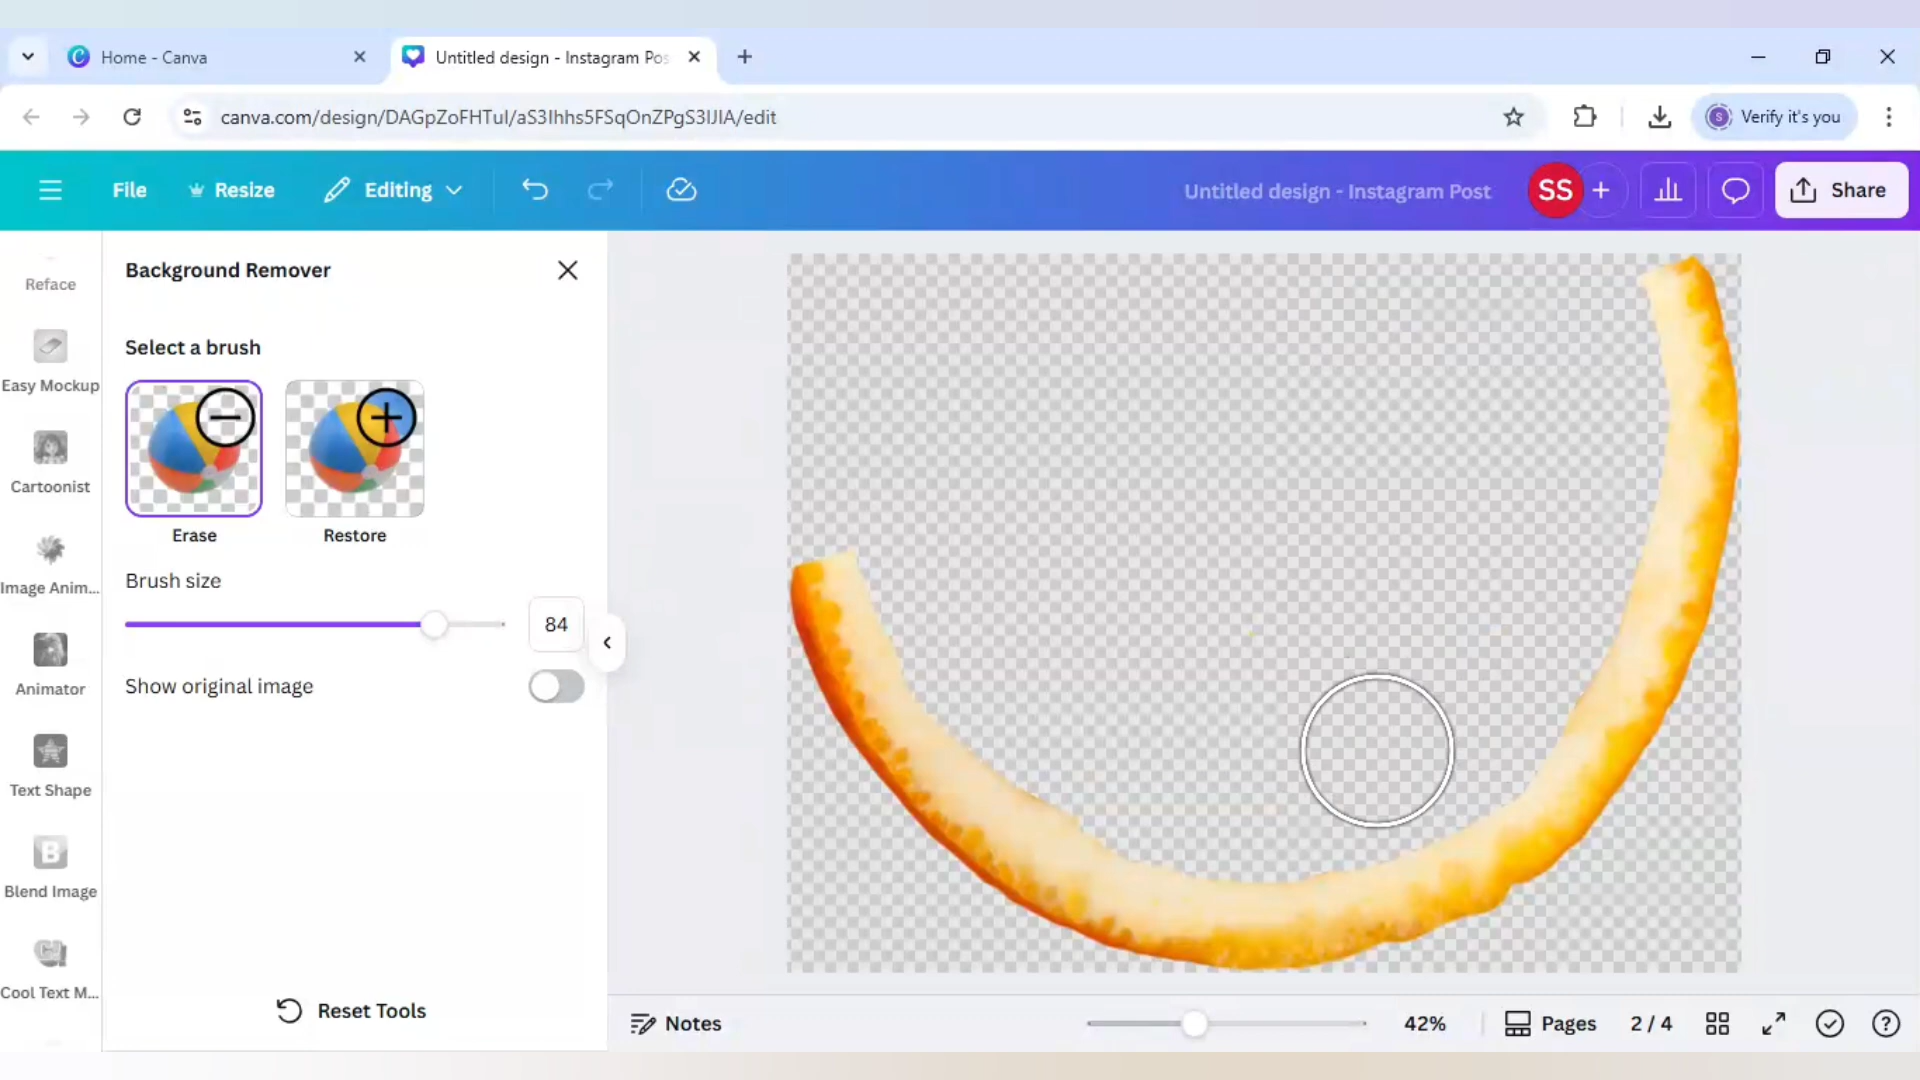 Home - Canva
Untitled design - Instagram Pos
canva.com/design/DAGpZoFHTuI/aS3Ihhs5FSqOnZPgS3IJIA/edit
S
Verify it's you
File
Resize
Editing
Untitled design - Instagram Post
SS
Share
Reface
Easy Mockup
Cartoonist
Image Anim...
Animator
Text Shape
B
Blend Image
Cool Text M...
Background Remover
Select a brush
Erase
Restore
Brush size
84
Show original image
Reset Tools
Notes
42%
Pages
2 / 4